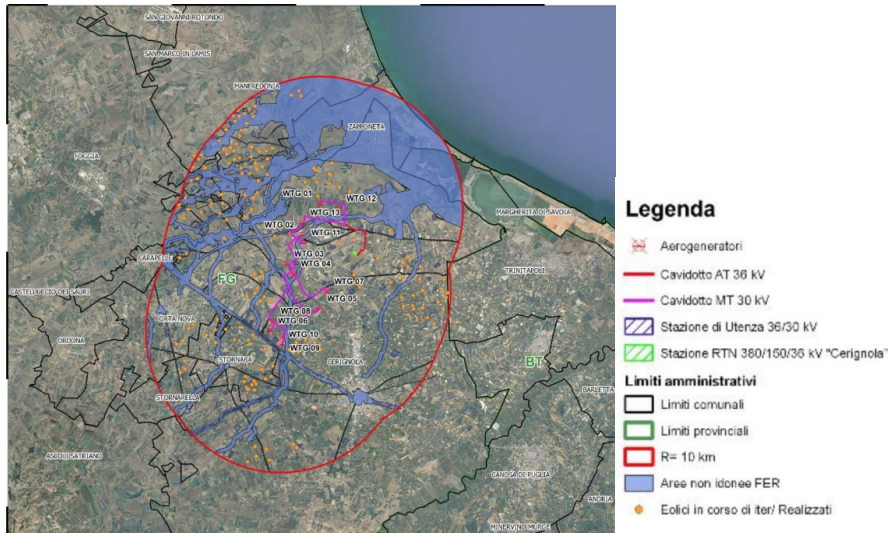 SAN GIOVANNI ROTONDO
SAN MARCO IN LAMIS
MANFREDONIA
ZAPPONETA
FOGGIA
WTG 01
WTG 12
WTG 13
WTG 02
WTG 11
MARGHERITA DI SAVOIA
CARAPELLE
WTG 03
WTG 04
TRINITAPOLI
FG
WTG 07
CASTELLUCCIO DEI SAURI
WTG 05
WTG 08
ORTA NOVA
WTG 06
ORDONA
WTG 10
STORNARA
WTG 09
CERIGNOLA
BT
BARLETTA
STORNARELLA
ASCOLI SATRIANO
CANOSA DI PUGLIA
ANDRIA
MINERVINO MURGE
Legenda
Aerogeneratori
Cavidotto AT 36 kV
Cavidotto MT 30 kV
Stazione di Utenza 36/30 kV
Stazione RTN 380/150/36 kV "Cerignola"
Limiti amministrativi
Limiti comunali
Limiti provinciali
R= 10 km
Aree non idonee FER
Eolici in corso di iter/ Realizzati